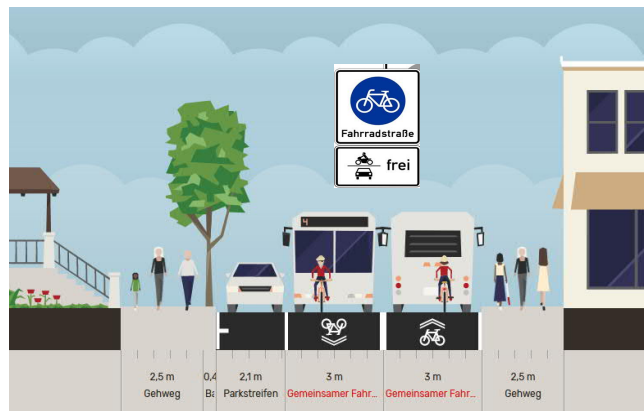 Fahrradstraße
frei
4
2,5 m
0,4
2,1 m
3 m
3 m
2,5 m
Gehweg
Ba
Parkstreifen
Gemeinsamer Fahr...
Gemeinsamer Fahr...
Gehweg